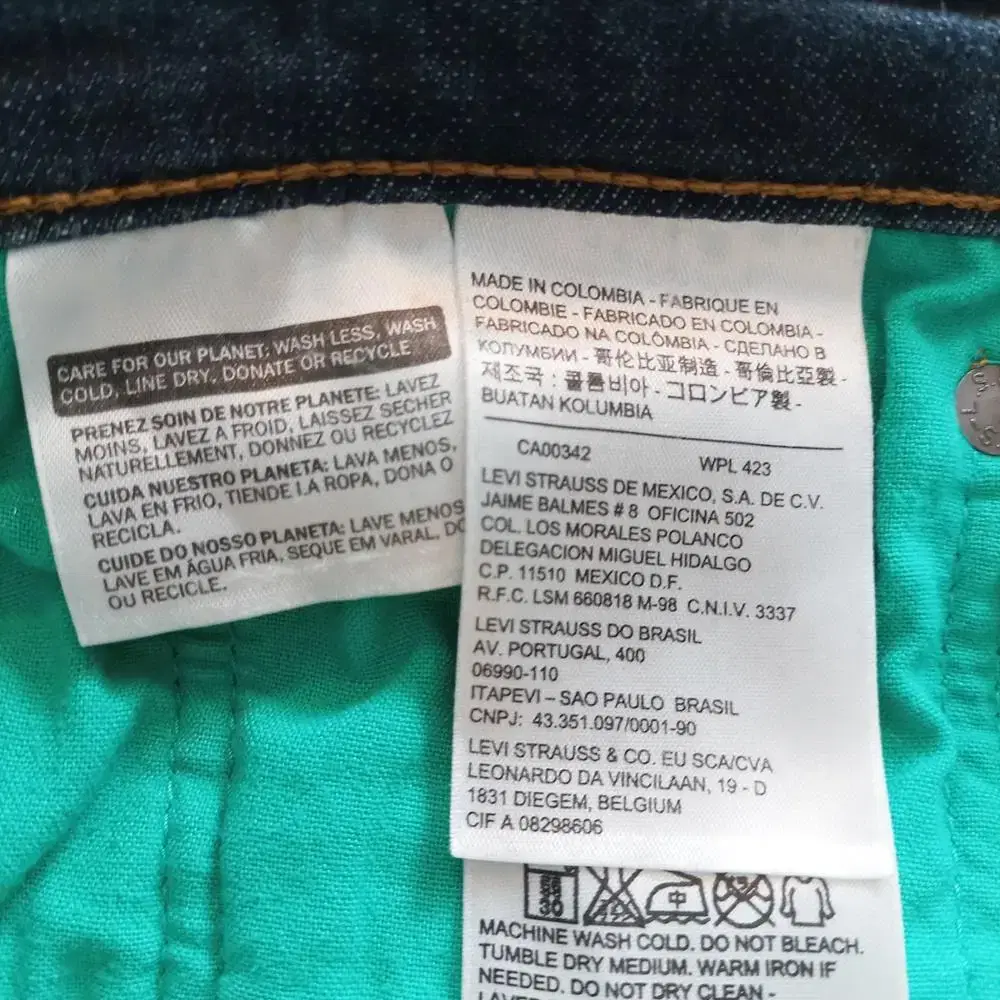 CARE FOR OUR PLANET: WASH LESS, WASH
COLD, LINE DRY, DONATE OR RECYCLE
PRENEZ SOIN DE NOTRE PLANETE: LAVEZ
MOINS, LAVEZ A FROID, LAISSEZ SECHER
NATURELLEMENT, DONNEZ OU RECYCLEZ
CUIDA NUESTRO PLANETA: LAVA MENOS,
LAVA EN FRIO, TIENDE LA ROPA, DONA O
RECICLA.
CUIDE DO NOSSO PLANETA: LAVE MENOS
LAVE EM ÁGUA FRIA, SEQUE EM VARAL,
OU RECICLE.
MADE IN COLOMBIA - FABRIQUE EN
COLOMBIE - FABRICADO EN COLOMBIA -
FABRICADO NA COLÔMBIA - СДЕЛАНО В
КОЛУМБИИ - 哥伦比亚制造 - 哥倫比亞製 -
제조국 : 콜롬비아 - コロンビア製 -
BUATAN KOLUMBIA
CA00342 WPL 423
LEVI STRAUSS DE MEXICO, S.A. DE C.V.
JAIME BALMES # 8 OFICINA 502
COL. LOS MORALES POLANCO
DELEGACION MIGUEL HIDALGO
C.P. 11510 MEXICO D.F.
R.F.C. LSM 660818 M-98 C.N.I.V. 3337
LEVI STRAUSS DO BRASIL
AV. PORTUGAL, 400
06990-110
ITAPEVI – SAO PAULO BRASIL
CNPJ: 43.351.097/0001-90
LEVI STRAUSS & CO. EU SCA/CVA
LEONARDO DA VINCILAAN, 19 - D
1831 DIEGEM, BELGIUM
CIF A 08298606
30
中
MACHINE WASH COLD. DO NOT BLEACH.
TUMBLE DRY MEDIUM. WARM IRON IF
NEEDED. DO NOT DRY CLEAN -